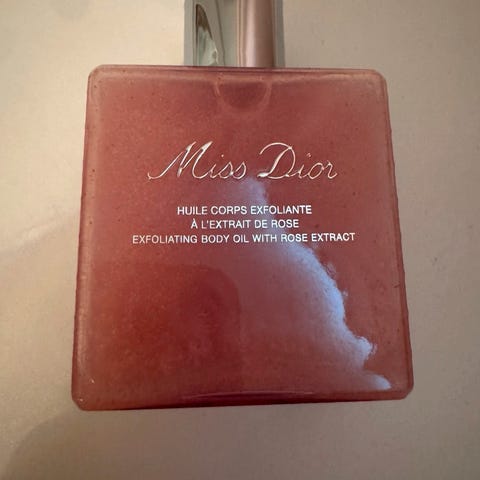 Miss Dior
HUILE CORPS EXFOLIANTE
À L'EXTRAIT DE ROSE
EXFOLIATING BODY OIL WITH ROSE EXTRACT